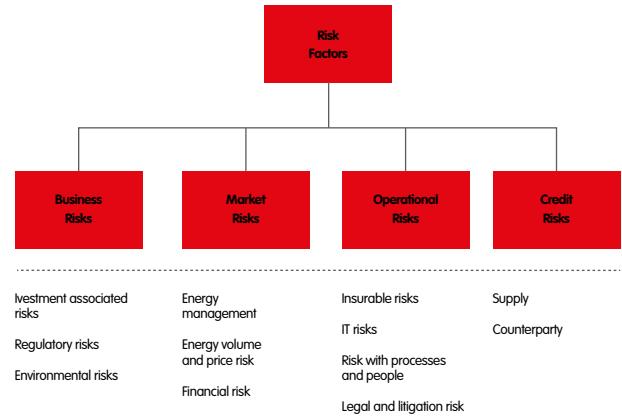 Risk
Factors
Business
Risks
Market
Risks
Operational
Risks
Credit
Risks
Ivestment associated
risks
Regulatory risks
Environmental risks
Energy
management
Energy volume
and price risk
Financial risk
Insurable risks
IT risks
Risk with processes
and people
Legal and litigation risk
Supply
Counterparty